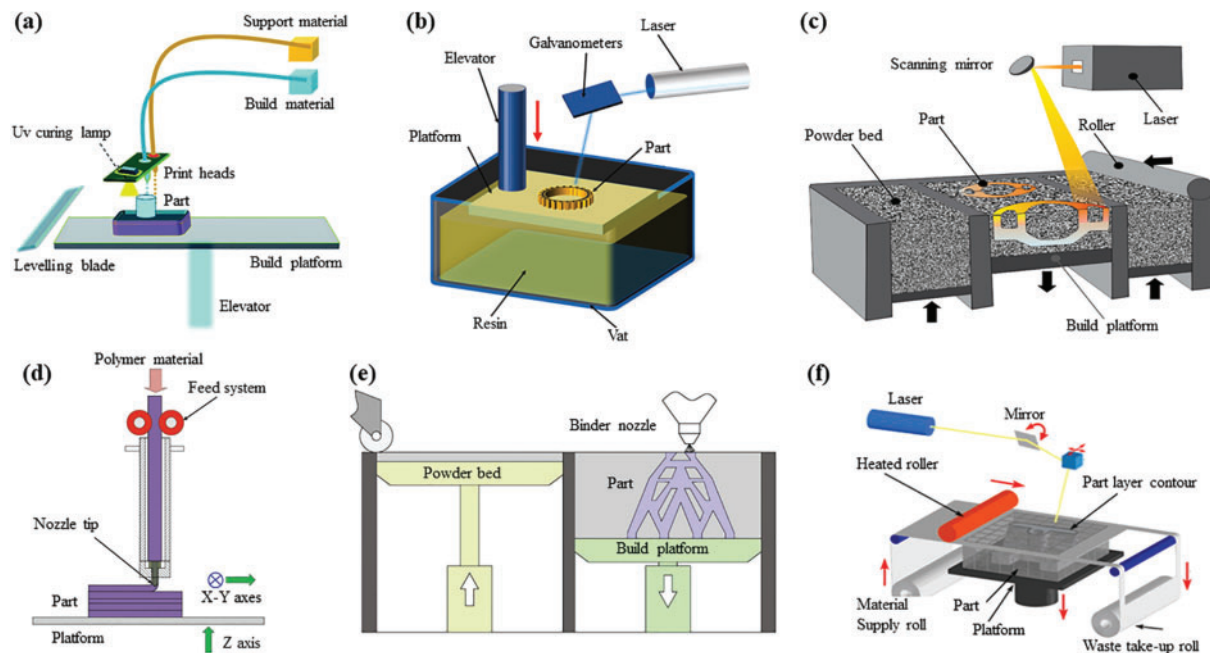 (a)
Support material
Build material
Uv curing lamp
Print heads
Part
Levelling blade
Build platform
Elevator
(b)
Laser
Galvanometers
Elevator
Platform
Part
Resin
Vat
(c)
Scanning mirror
Laser
Part
Roller
Powder bed
Build platform
(d)
Polymer material
Feed system
Nozzle tip
X-Y axes
Part
Platform
Z axis
(e)
Binder nozzle
Powder bed
Part
Build platform
(f)
Laser
Mirror
Heated roller
Part layer contour
Material
Supply roll
Part
Platform
Waste take-up roll